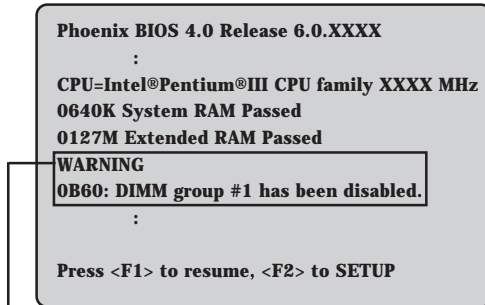 Phoenix BIOS 4.0 Release 6.0.XXXX
:
CPU=Intel®Pentium®III CPU family XXXX MHz
0640K System RAM Passed
0127M Extended RAM Passed
WARNING
0B60: DIMM group #1 has been disabled.
:
Press <F1> to resume, <F2> to SETUP